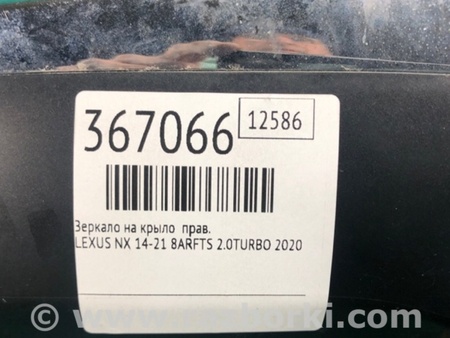 367066
12586
Зеркало на крыло прав.
LEXUS NX 14-21 8ARFTS 2.0TURBO 2020